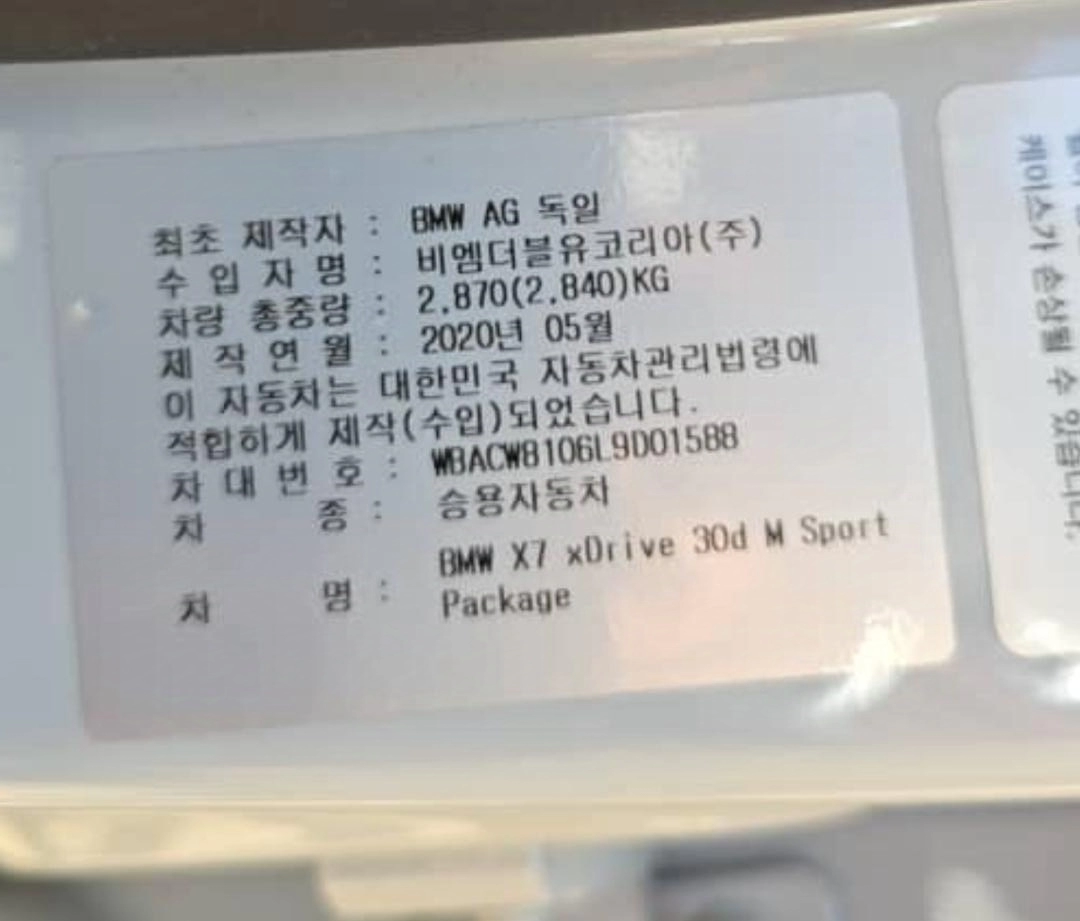 최초 제작자 : BMW AG 독일
수 입 자 명 : 비엠더블유코리아(주)
차량 총중량 : 2,870(2,840)KG
제 작 연 월 : 2020년 05월
이 자동차는 대한민국 자동차관리법령에
적합하게 제작(수입)되었습니다.
차 대 번 호 : WBACW8106L9D01588
차 종 : 승용자동차
차 명 : BMW X7 xDrive 30d M Sport
Package
케이스가 손상될 수 있습니다.